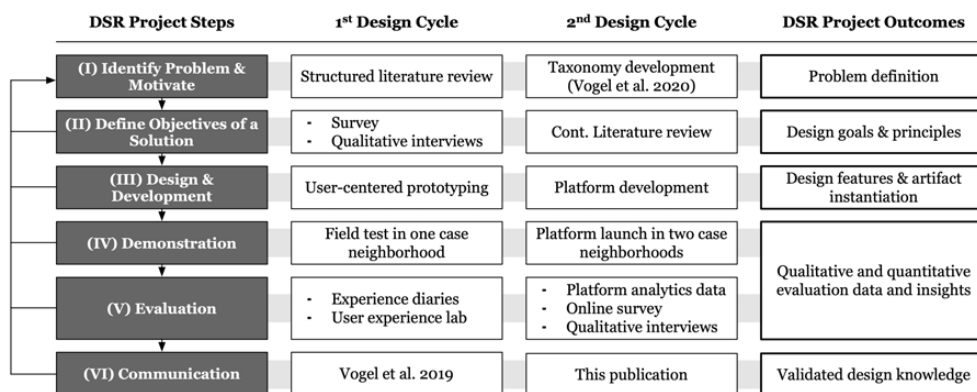 DSR Project Steps
1st Design Cycle
2nd Design Cycle
DSR Project Outcomes
(I) Identify Problem &
Motivate
Structured literature review
Taxonomy development
(Vogel et al. 2020)
Problem definition
(II) Define Objectives of a
Solution
- Survey
- Qualitative interviews
Cont. Literature review
Design goals & principles
(III) Design &
Development
User-centered prototyping
Platform development
Design features & artifact
instantiation
(IV) Demonstration
Field test in one case
neighborhood
Platform launch in two case
neighborhoods
Qualitative and quantitative
evaluation data and insights
(V) Evaluation
- Experience diaries
- User experience lab
- Platform analytics data
- Online survey
- Qualitative interviews
(VI) Communication
Vogel et al. 2019
This publication
Validated design knowledge